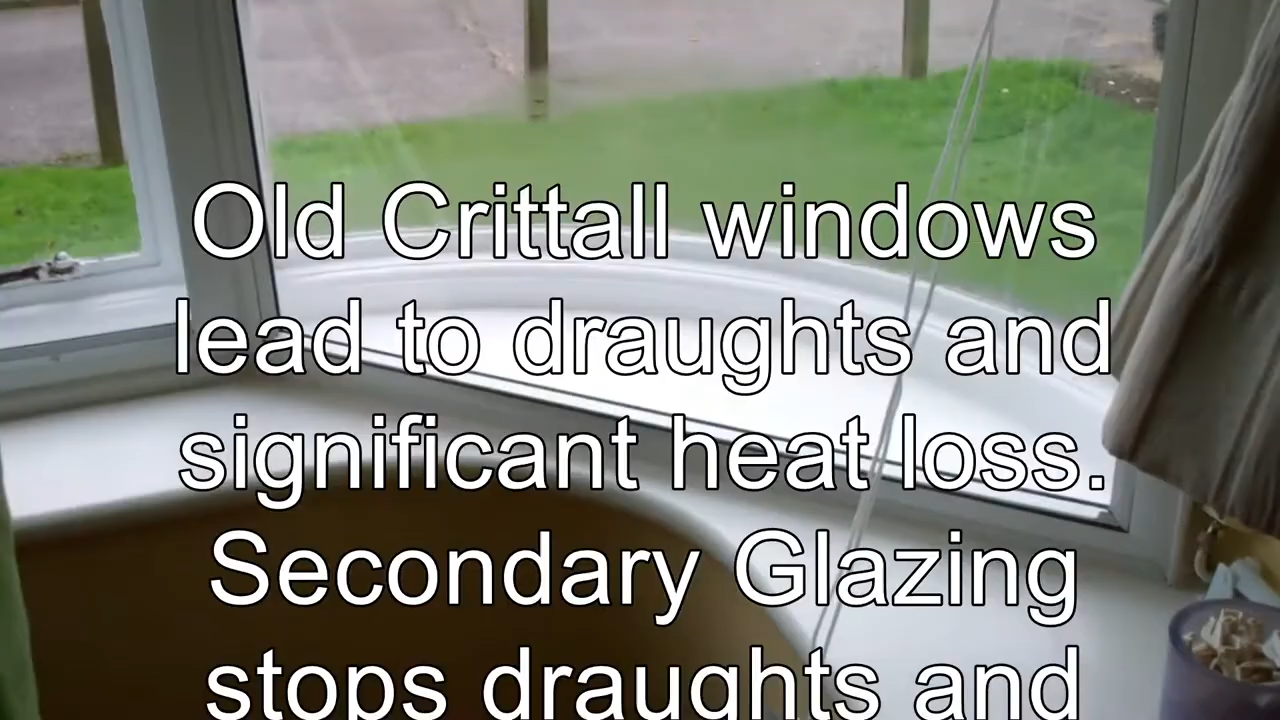 Old Crittall windows
lead to draughts and
significant heat loss.
Secondary Glazing
stops draughts and